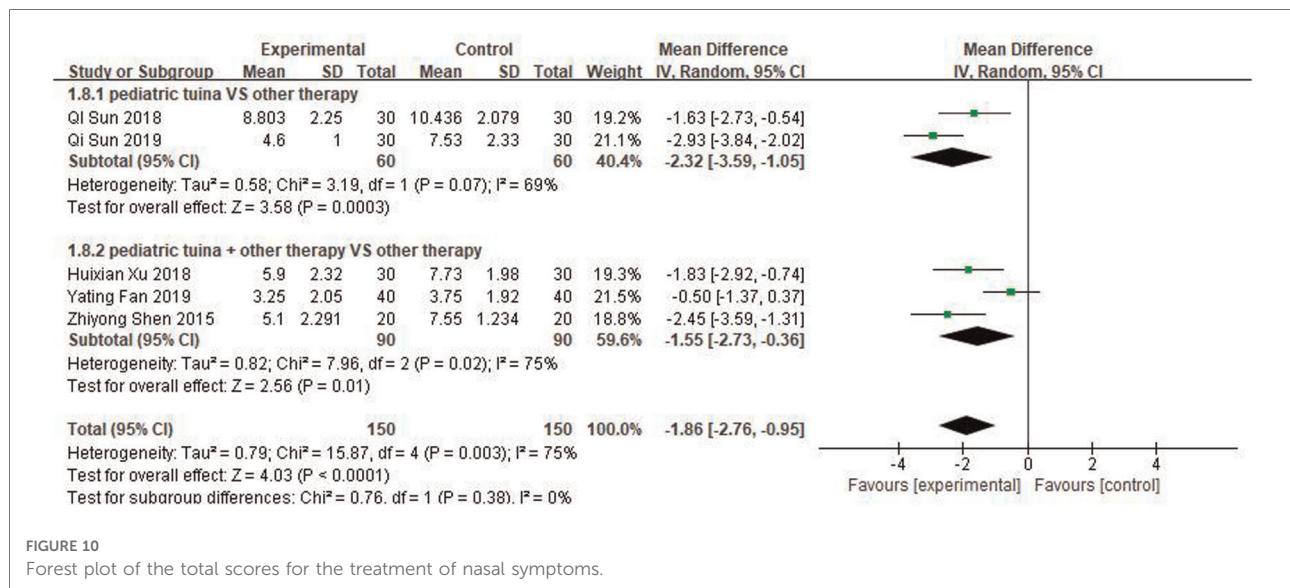 Experimental Control Mean Difference Mean Difference
Study or Subgroup Mean SD Total Mean SD Total Weight IV, Random, 95% CI IV, Random, 95% CI
1.8.1 pediatric tuina VS other therapy
QI Sun 2018 8.803 2.25 30 10.436 2.079 30 19.2% -1.63 [-2.73, -0.54]
Qi Sun 2019 4.6 1 30 7.53 2.33 30 21.1% -2.93 [-3.84, -2.02]
Subtotal (95% CI) 60 60 40.4% -2.32 [-3.59, -1.05]
Heterogeneity: Tau² = 0.58; Chi² = 3.19, df = 1 (P = 0.07); I² = 69%
Test for overall effect: Z = 3.58 (P = 0.0003)
1.8.2 pediatric tuina + other therapy VS other therapy
Huixian Xu 2018 5.9 2.32 30 7.73 1.98 30 19.3% -1.83 [-2.92, -0.74]
Yating Fan 2019 3.25 2.05 40 3.75 1.92 40 21.5% -0.50 [-1.37, 0.37]
Zhiyong Shen 2015 5.1 2.291 20 7.55 1.234 20 18.8% -2.45 [-3.59, -1.31]
Subtotal (95% CI) 90 90 59.6% -1.55 [-2.73, -0.36]
Heterogeneity: Tau² = 0.82; Chi² = 7.96, df = 2 (P = 0.02); I² = 75%
Test for overall effect: Z = 2.56 (P = 0.01)
Total (95% CI) 150 150 100.0% -1.86 [-2.76, -0.95]
Heterogeneity: Tau² = 0.79; Chi² = 15.87, df = 4 (P = 0.003); I² = 75%
Test for overall effect: Z = 4.03 (P < 0.0001)
Test for subgroup differences: Chi² = 0.76. df = 1 (P = 0.38). I² = 0%
-4 -2 0 2 4
Favours [experimental] Favours [control]
FIGURE 10
Forest plot of the total scores for the treatment of nasal symptoms.